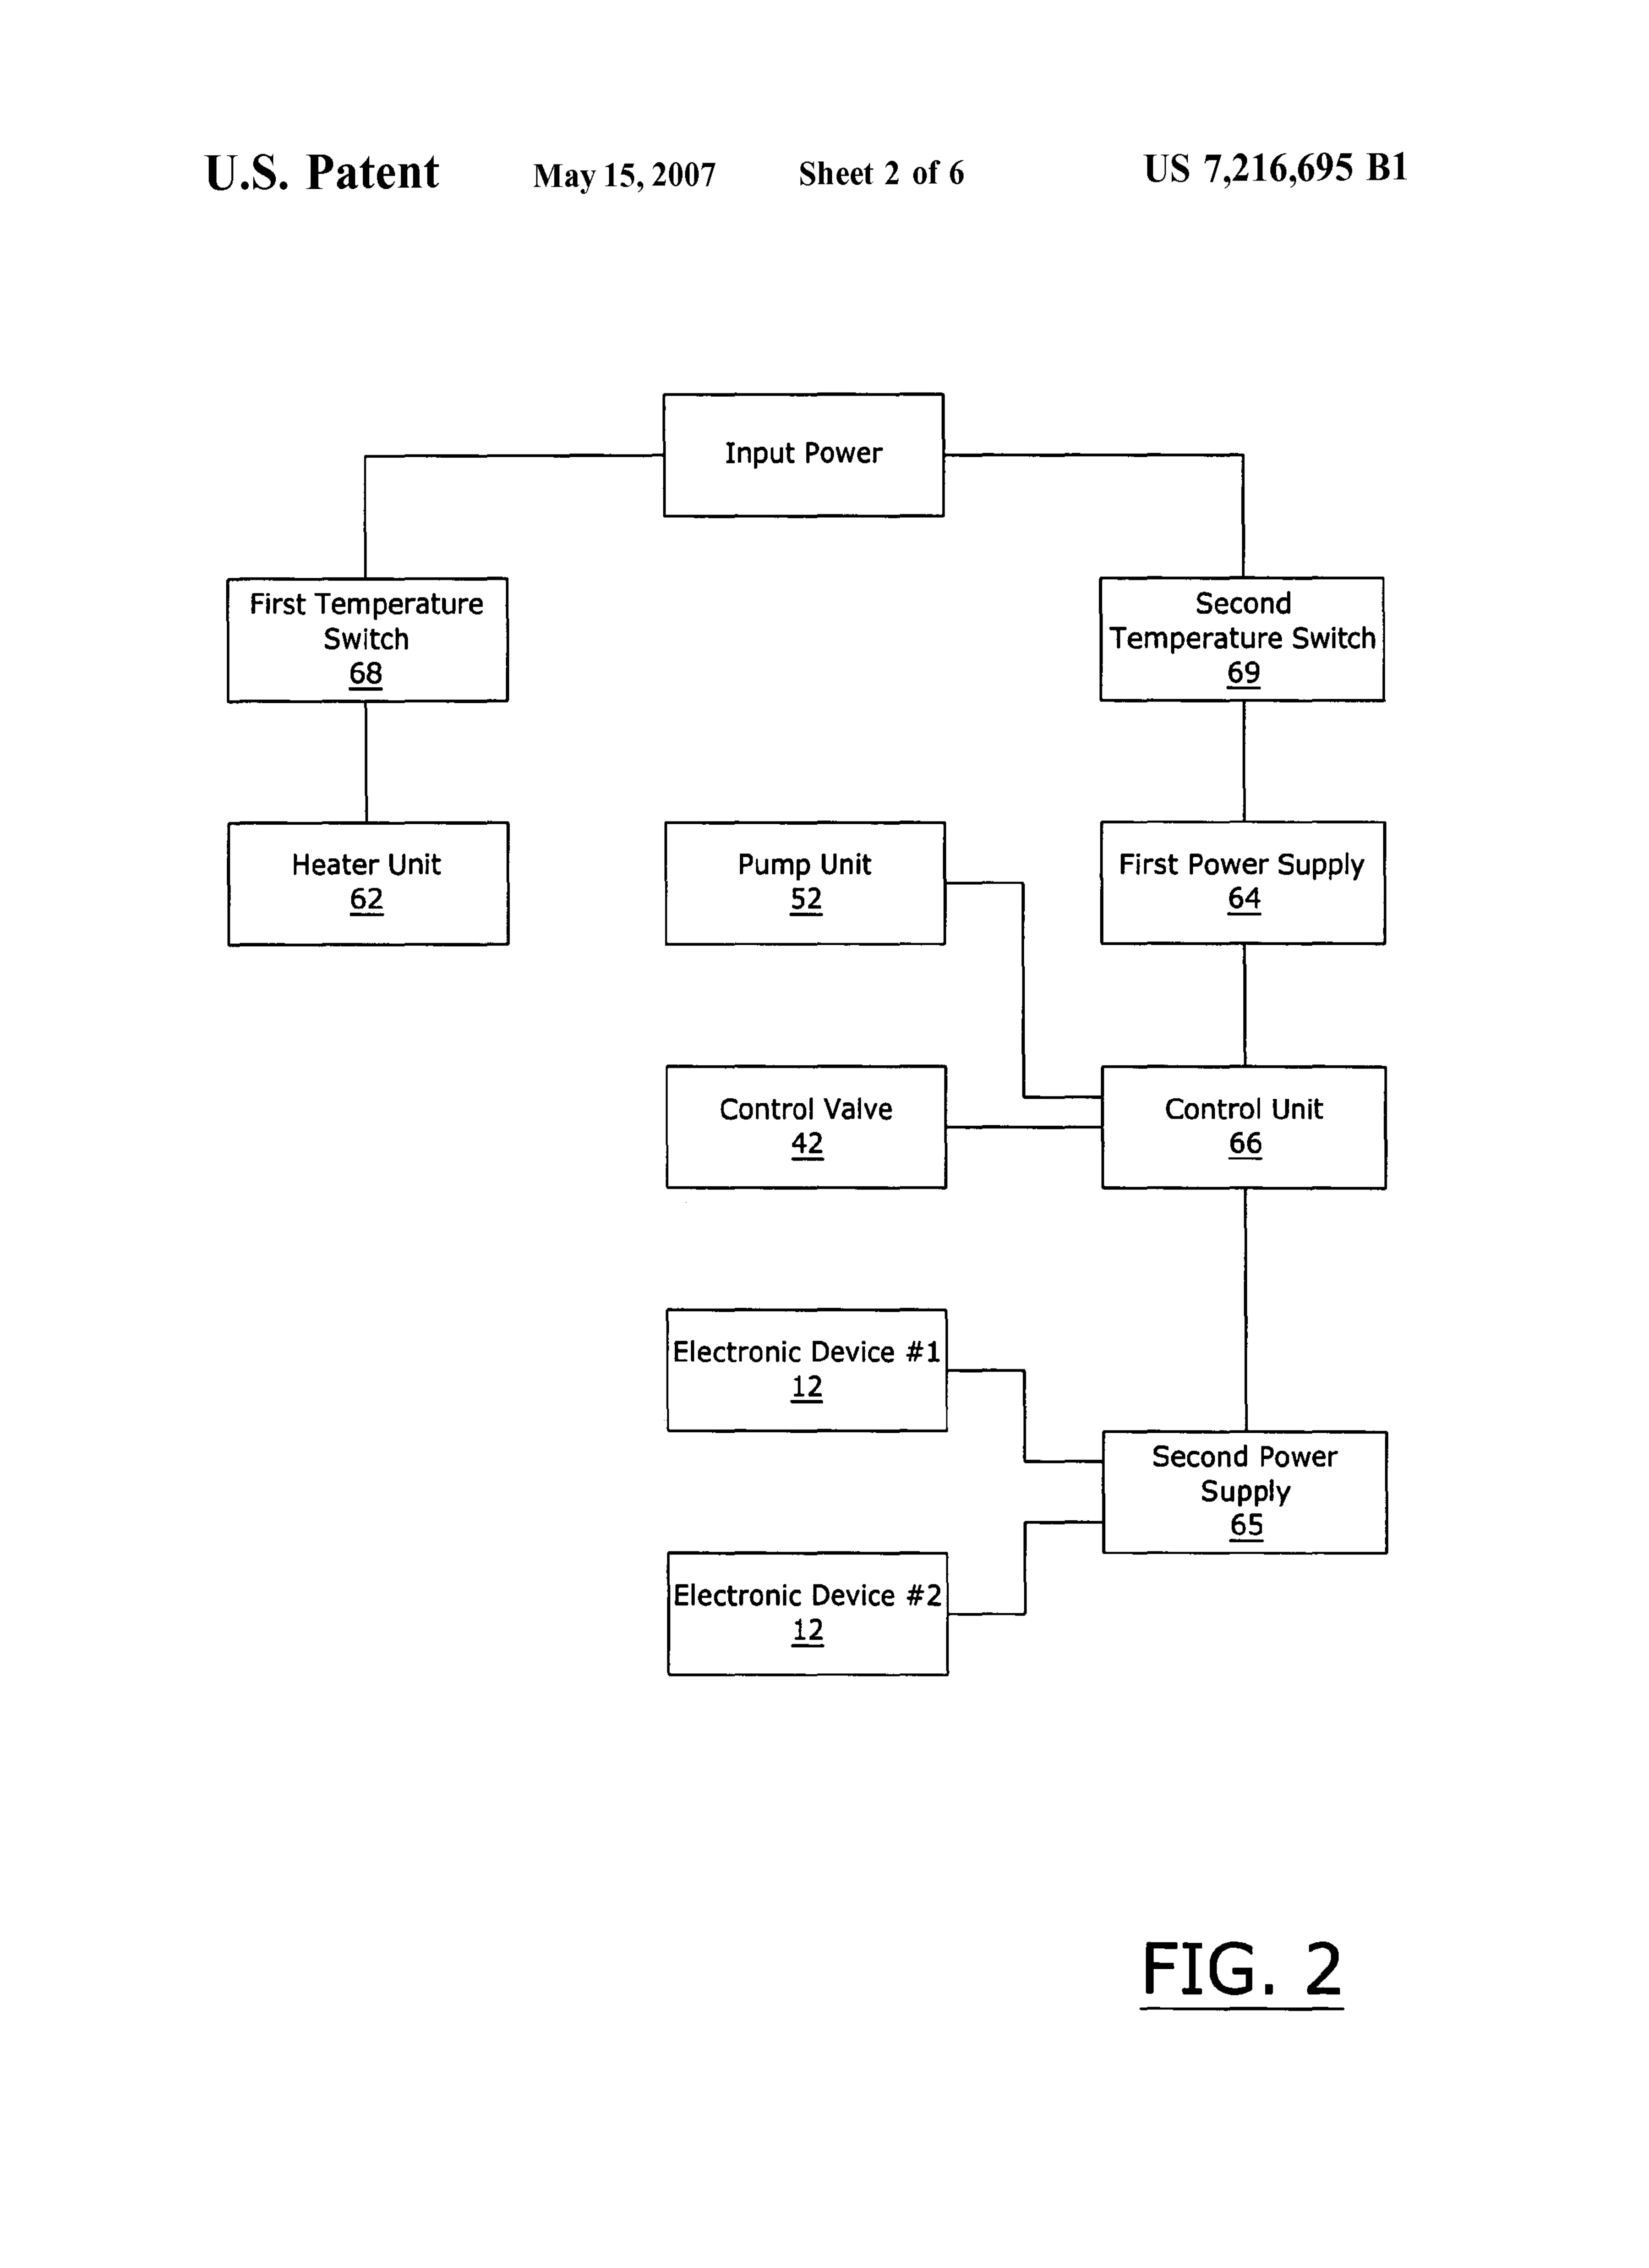 U.S. Patent May 15, 2007 Sheet 2 of 6 US 7,216,695 B1
Input Power
First Temperature
Switch
68
Second
Temperature Switch
69
Heater Unit
62
Pump Unit
52
First Power Supply
64
Control Valve
42
Control Unit
66
Electronic Device #1
12
Second Power
Supply
65
Electronic Device #2
12
FIG. 2